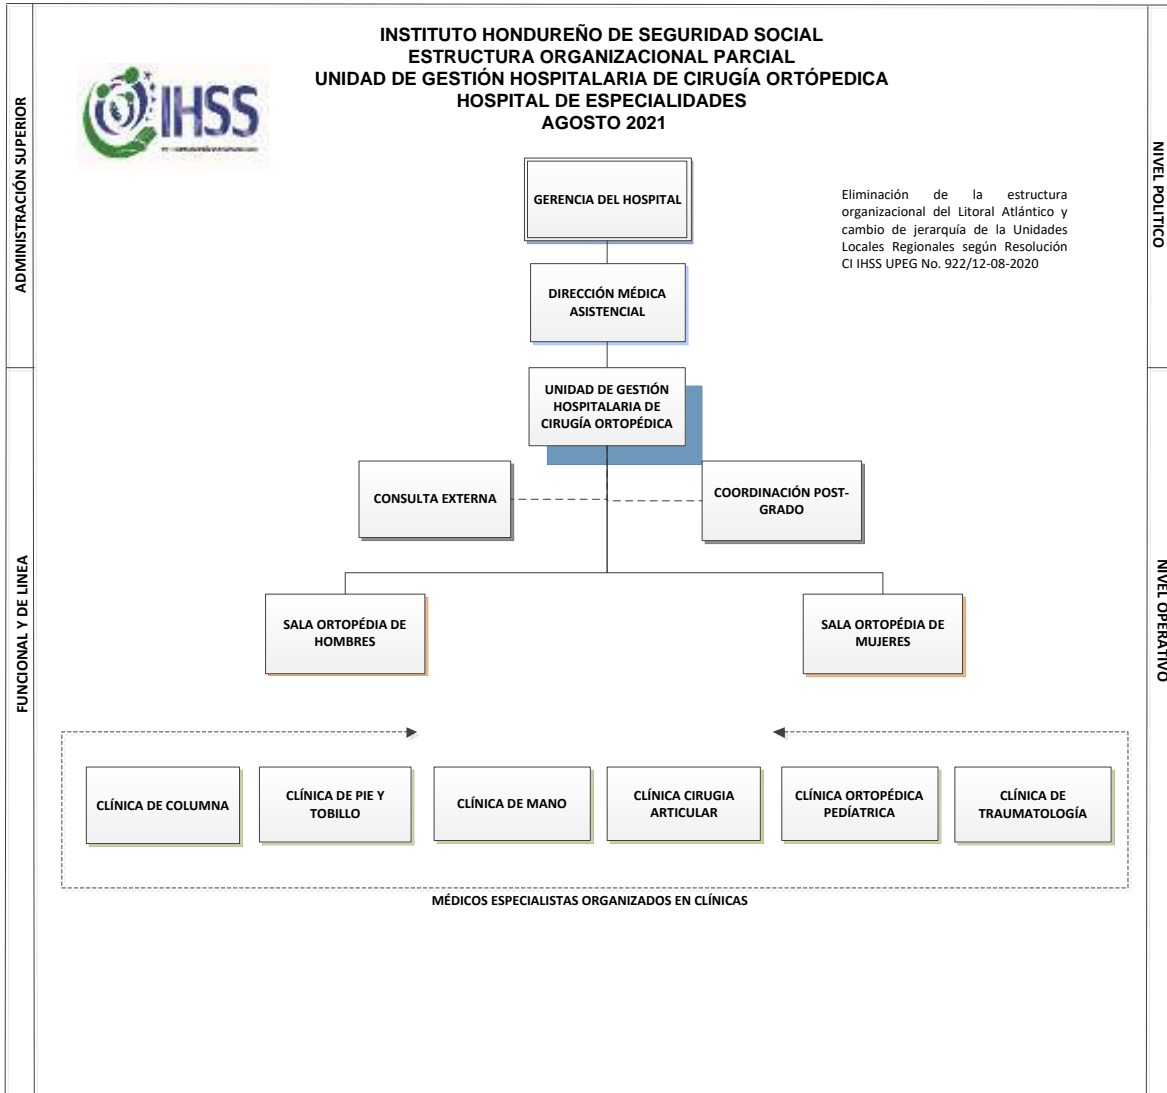 INSTITUTO HONDUREÑO DE SEGURIDAD SOCIAL
ESTRUCTURA ORGANIZACIONAL PARCIAL
UNIDAD DE GESTIÓN HOSPITALARIA DE CIRUGÍA ORTÓPEDICA
HOSPITAL DE ESPECIALIDADES
AGOSTO 2021
IHSS
ADMINISTRACIÓN SUPERIOR
NIVEL POLITICO
GERENCIA DEL HOSPITAL
Eliminación de la estructura
organizacional del Litoral Atlántico y
cambio de jerarquía de la Unidades
Locales Regionales según Resolución
CI IHSS UPEG No. 922/12-08-2020
DIRECCIÓN MÉDICA
ASISTENCIAL
UNIDAD DE GESTIÓN
HOSPITALARIA DE
CIRUGÍA ORTOPÉDICA
FUNCIONAL Y DE LINEA
NIVEL OPERATIVO
CONSULTA EXTERNA
COORDINACIÓN POST-
GRADO
SALA ORTOPÉDIA DE
HOMBRES
SALA ORTOPÉDIA DE
MUJERES
CLÍNICA DE COLUMNA
CLÍNICA DE PIE Y
TOBILLO
CLÍNICA DE MANO
CLÍNICA CIRUGIA
ARTICULAR
CLÍNICA ORTOPÉDICA
PEDÍATRICA
CLÍNICA DE
TRAUMATOLOGÍA
MÉDICOS ESPECIALISTAS ORGANIZADOS EN CLÍNICAS